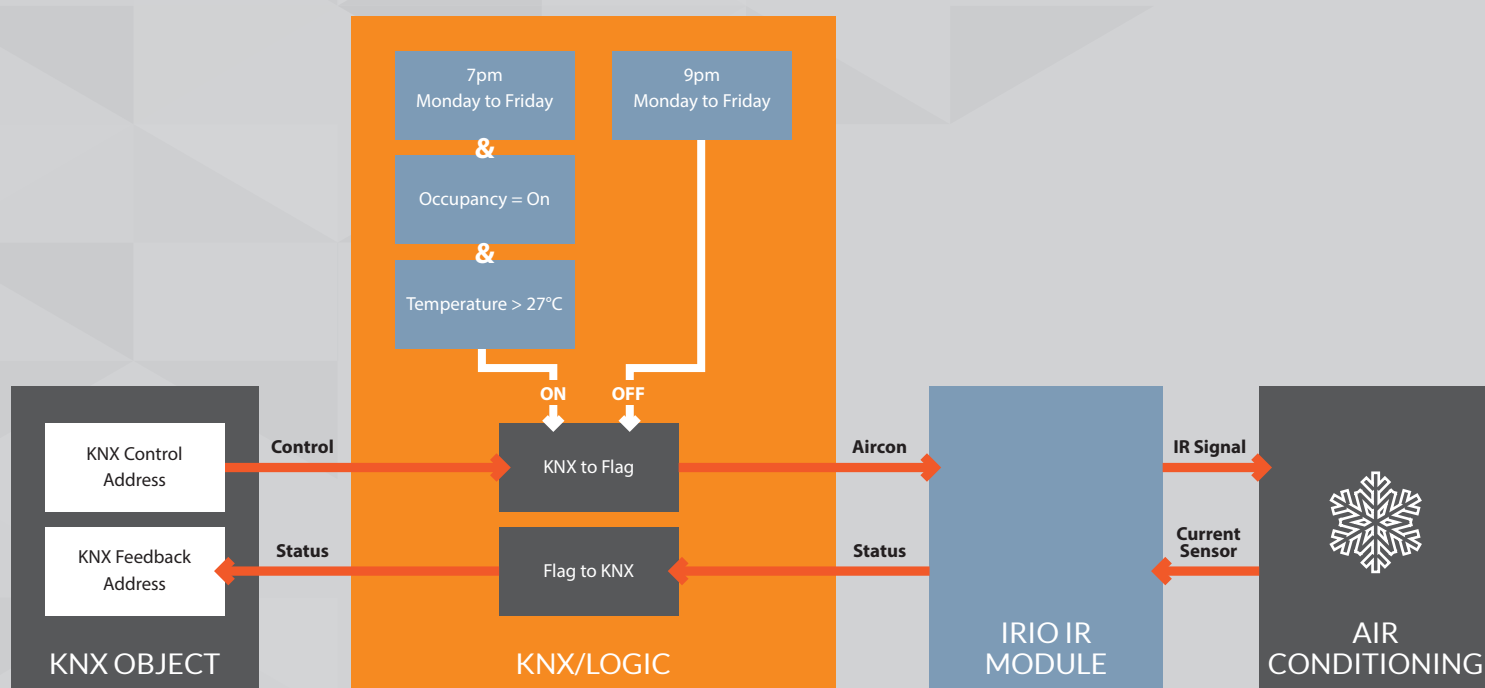 7pm
Monday to Friday
&
Occupancy = On
&
Temperature > 27°C
9pm
Monday to Friday
ON
OFF
KNX Control
Address
Control
KNX to Flag
Aircon
IR Signal
KNX Feedback
Address
Status
Flag to KNX
Status
Current
Sensor
KNX OBJECT
KNX/LOGIC
IRIO IR
MODULE
AIR
CONDITIONING